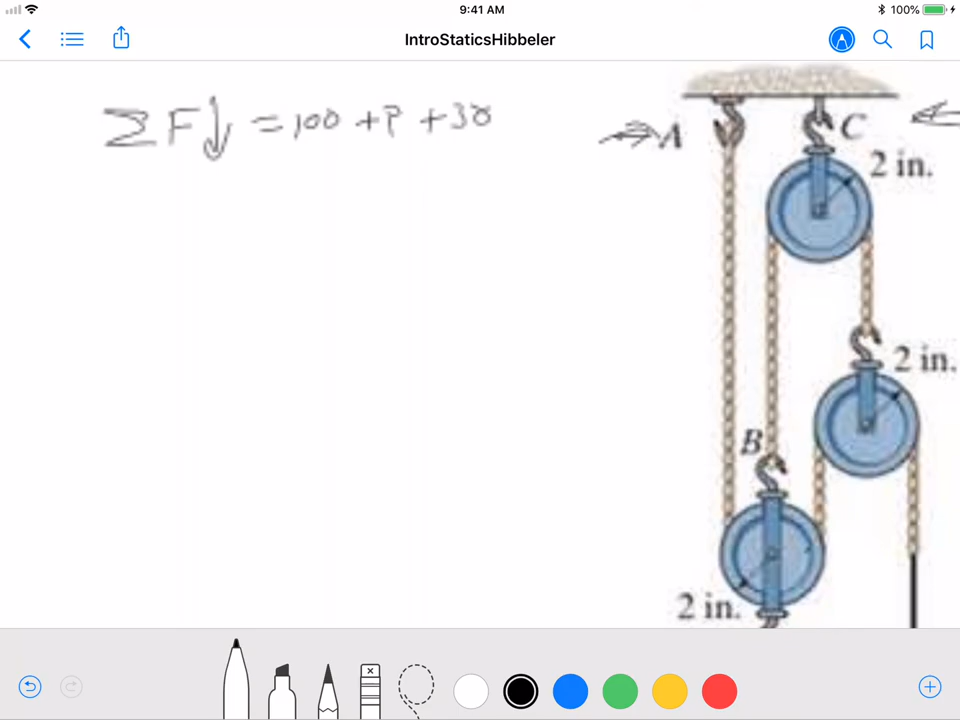 9:41 AM
100%
IntroStaticsHibbeler
ΣF↓ = 100 + P + 30
A
C
2 in.
2 in.
B
2 in.